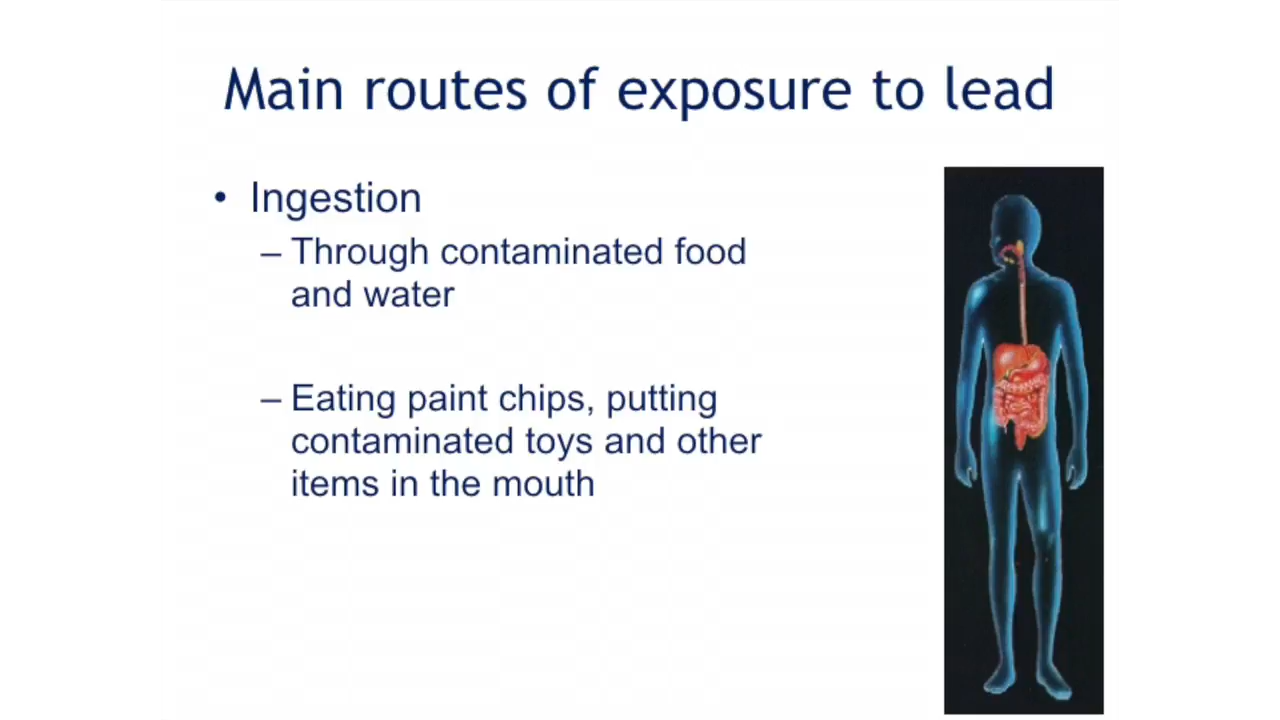 Main routes of exposure to lead
• Ingestion
– Through contaminated food
and water
– Eating paint chips, putting
contaminated toys and other
items in the mouth